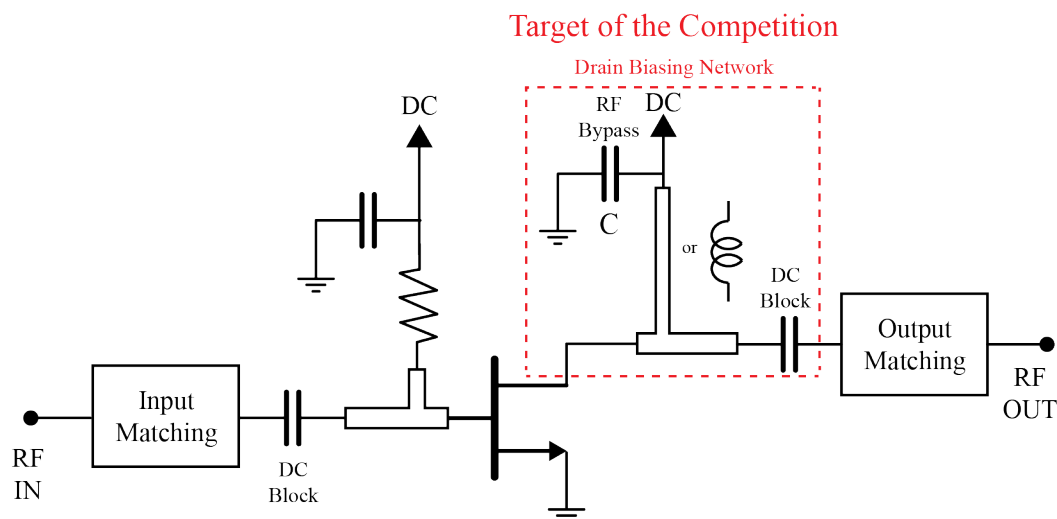 Target of the Competition
Drain Biasing Network
DC
RF
Bypass
DC
C
or
DC
Block
Input
Matching
Output
Matching
RF
IN
DC
Block
RF
OUT